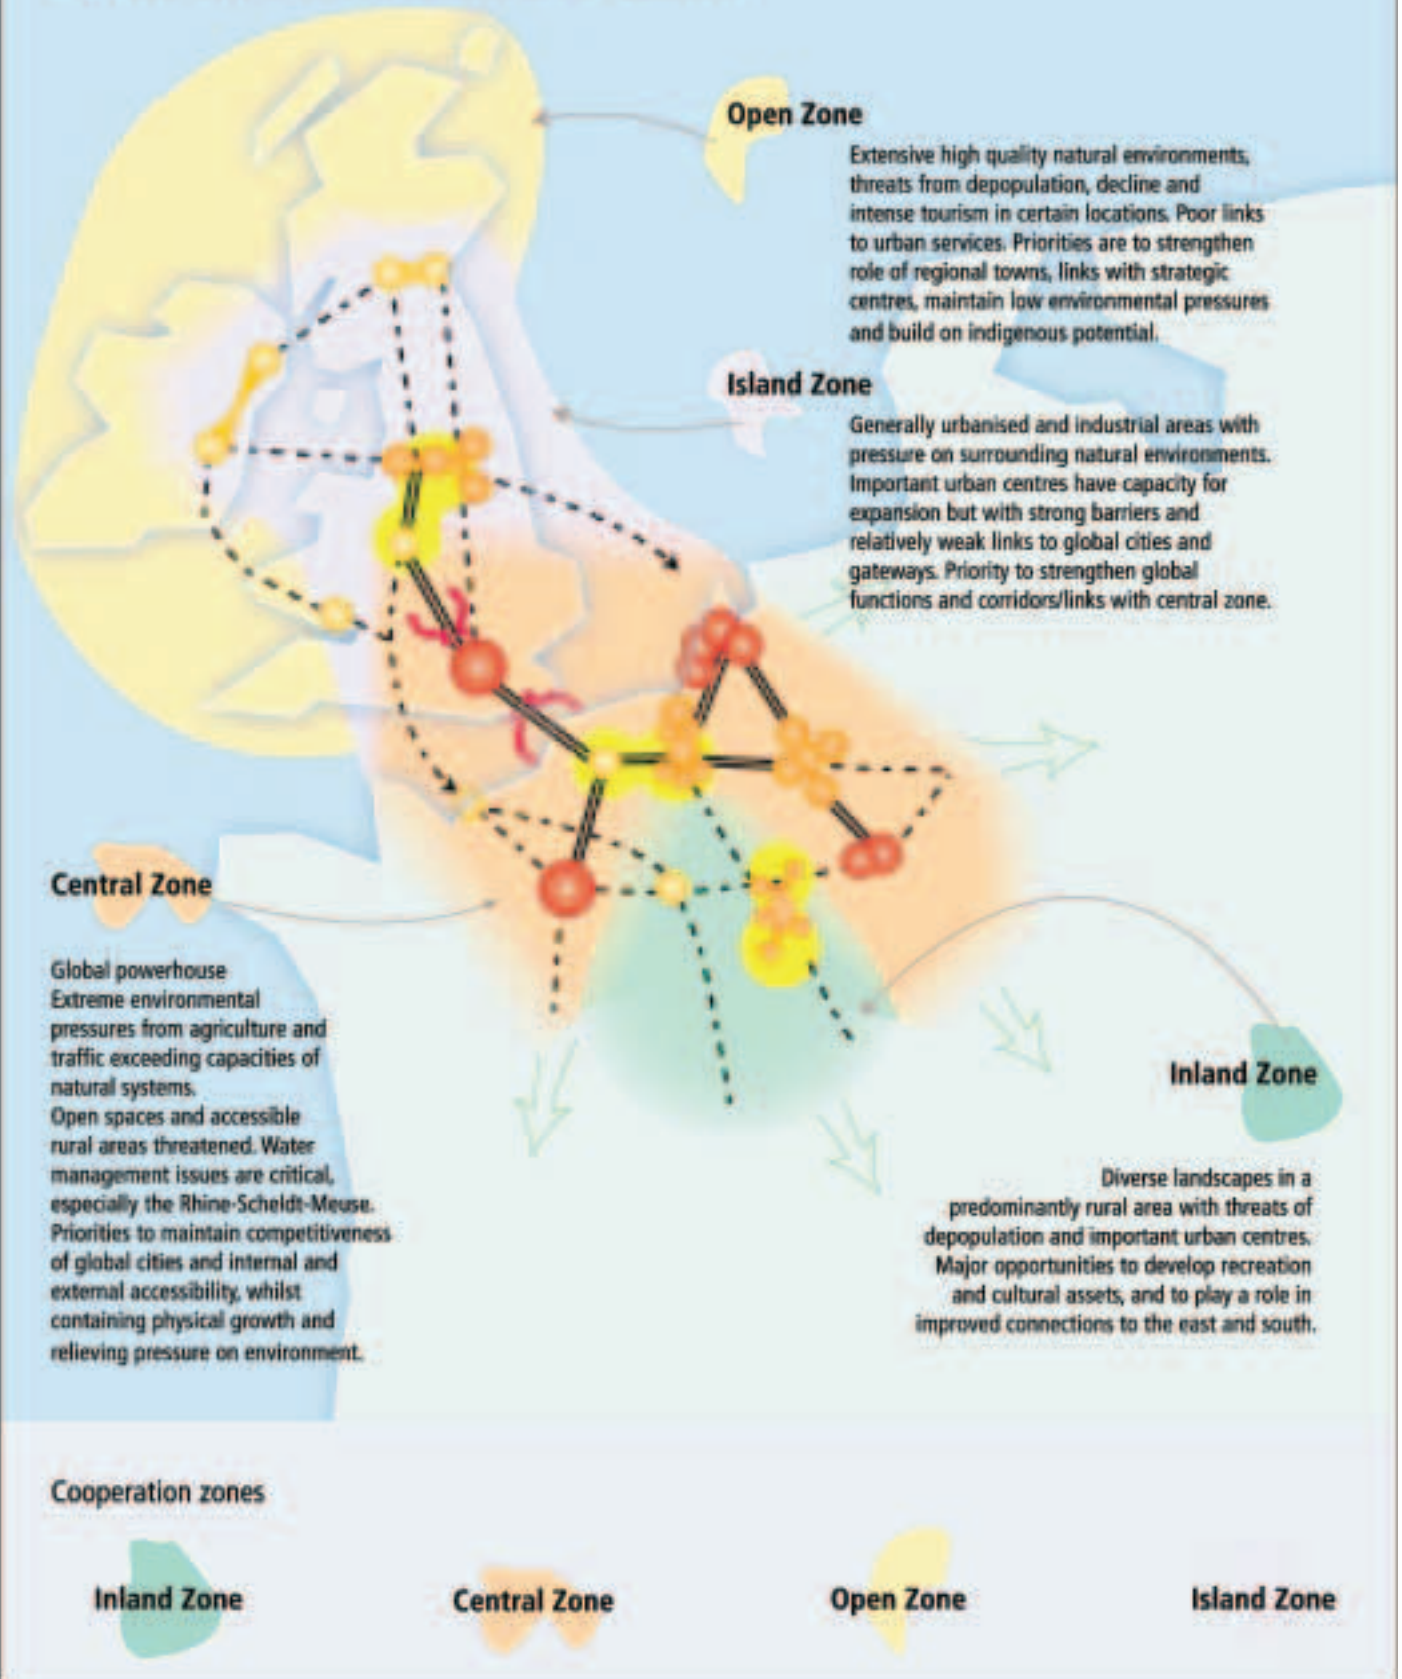 Open Zone
Extensive high quality natural environments,
threats from depopulation, decline and
intense tourism in certain locations. Poor links
to urban services. Priorities are to strengthen
role of regional towns, links with strategic
centres, maintain low environmental pressures
and build on indigenous potential.
Island Zone
Generally urbanised and industrial areas with
pressure on surrounding natural environments.
Important urban centres have capacity for
expansion but with strong barriers and
relatively weak links to global cities and
gateways. Priority to strengthen global
functions and corridors/links with central zone.
Central Zone
Global powerhouse
Extreme environmental
pressures from agriculture and
traffic exceeding capacities of
natural systems.
Open spaces and accessible
rural areas threatened. Water
management issues are critical,
especially the Rhine-Scheldt-Meuse.
Priorities to maintain competitiveness
of global cities and internal and
external accessibility, whilst
containing physical growth and
relieving pressure on environment.
Inland Zone
Diverse landscapes in a
predominantly rural area with threats of
depopulation and important urban centres.
Major opportunities to develop recreation
and cultural assets, and to play a role in
improved connections to the east and south.
Cooperation zones
Inland Zone
Central Zone
Open Zone
Island Zone